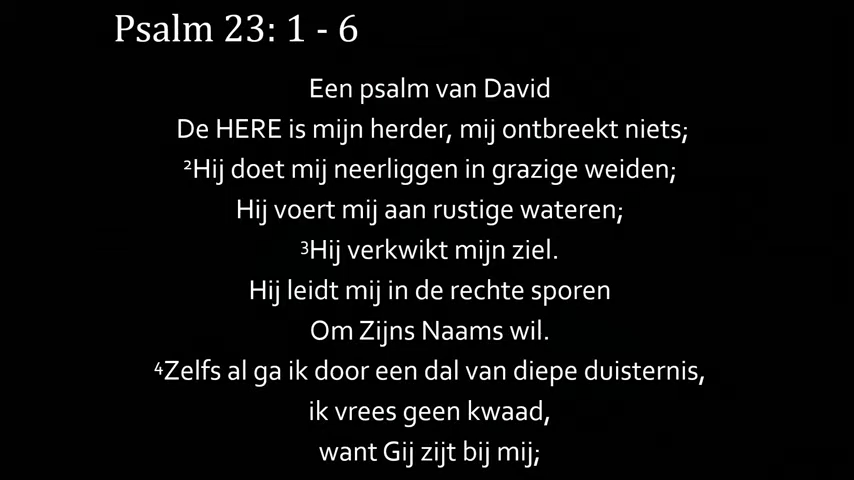 Psalm 23: 1 - 6
Een psalm van David
De HERE is mijn herder, mij ontbreekt niets;
²Hij doet mij neerliggen in grazige weiden;
Hij voert mij aan rustige wateren;
³Hij verkwikt mijn ziel.
Hij leidt mij in de rechte sporen
Om Zijns Naams wil.
⁴Zelfs al ga ik door een dal van diepe duisternis,
ik vrees geen kwaad,
want Gij zijt bij mij;